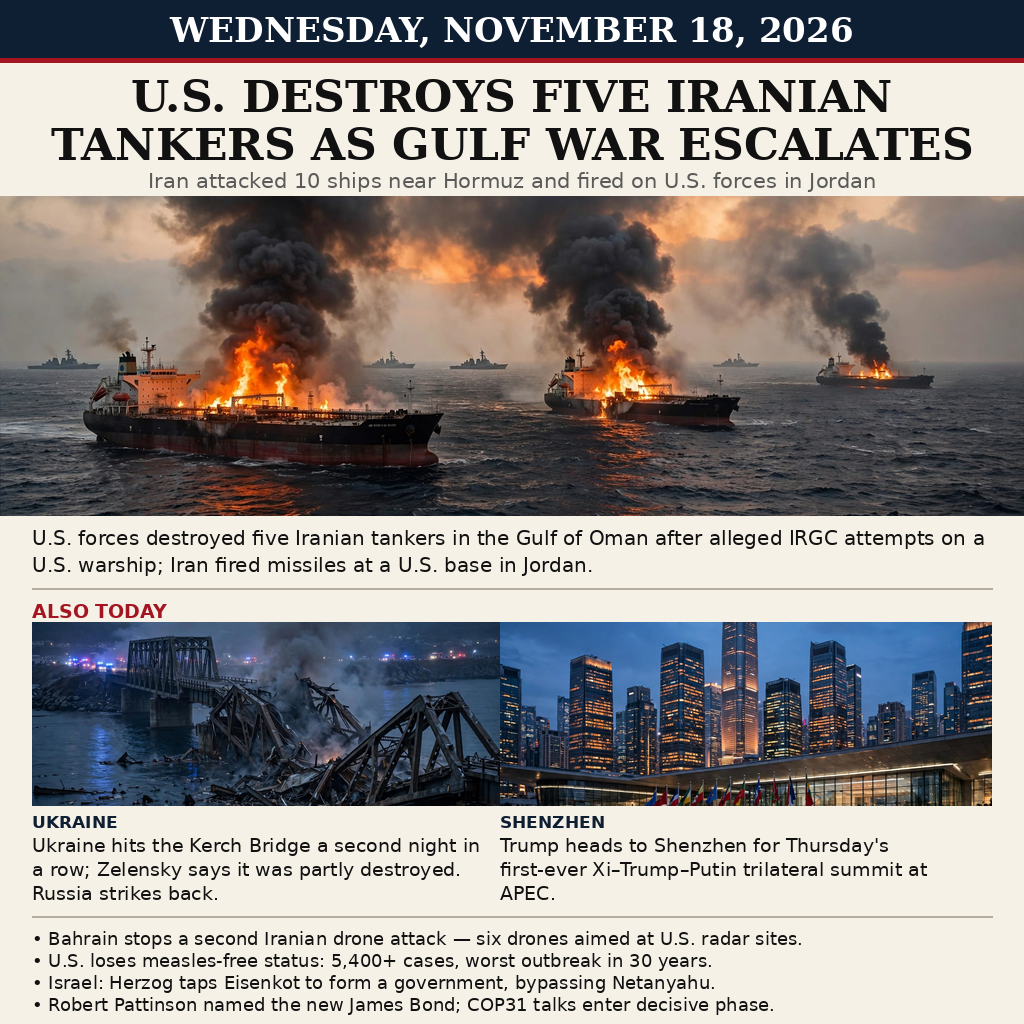 WEDNESDAY, NOVEMBER 18, 2026
U.S. DESTROYS FIVE IRANIAN
TANKERS AS GULF WAR ESCALATES
Iran attacked 10 ships near Hormuz and fired on U.S. forces in Jordan
U.S. forces destroyed five Iranian tankers in the Gulf of Oman after alleged IRGC attempts on a
U.S. warship; Iran fired missiles at a U.S. base in Jordan.
ALSO TODAY
UKRAINE
Ukraine hits the Kerch Bridge a second night in
a row; Zelensky says it was partly destroyed.
Russia strikes back.
SHENZHEN
Trump heads to Shenzhen for Thursday's
first-ever Xi–Trump–Putin trilateral summit at
APEC.
• Bahrain stops a second Iranian drone attack — six drones aimed at U.S. radar sites.
• U.S. loses measles-free status: 5,400+ cases, worst outbreak in 30 years.
• Israel: Herzog taps Eisenkot to form a government, bypassing Netanyahu.
• Robert Pattinson named the new James Bond; COP31 talks enter decisive phase.